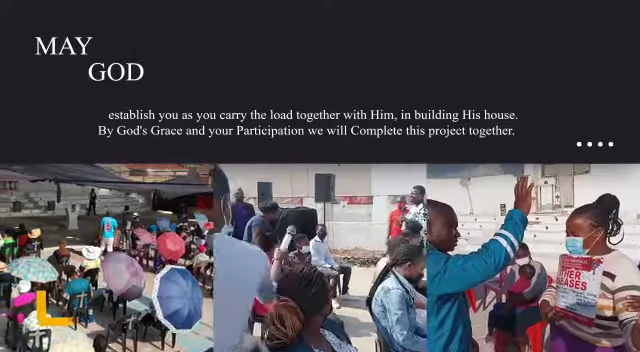 MAY
GOD
establish you as you carry the load together with Him, in building His house.
By God's Grace and your Participation we will Complete this project together.